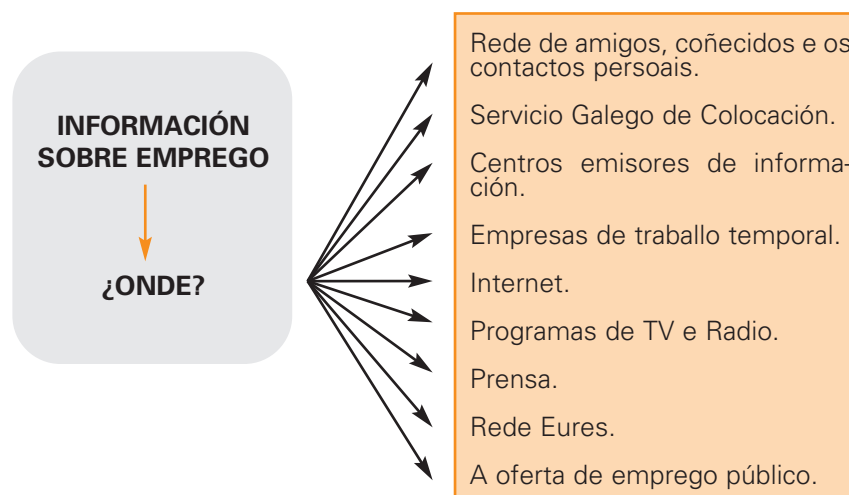 INFORMACIÓN
SOBRE EMPREGO
¿ONDE?
Rede de amigos, coñecidos e os
contactos persoais.
Servicio Galego de Colocación.
Centros emisores de informa-
ción.
Empresas de traballo temporal.
Internet.
Programas de TV e Radio.
Prensa.
Rede Eures.
A oferta de emprego público.